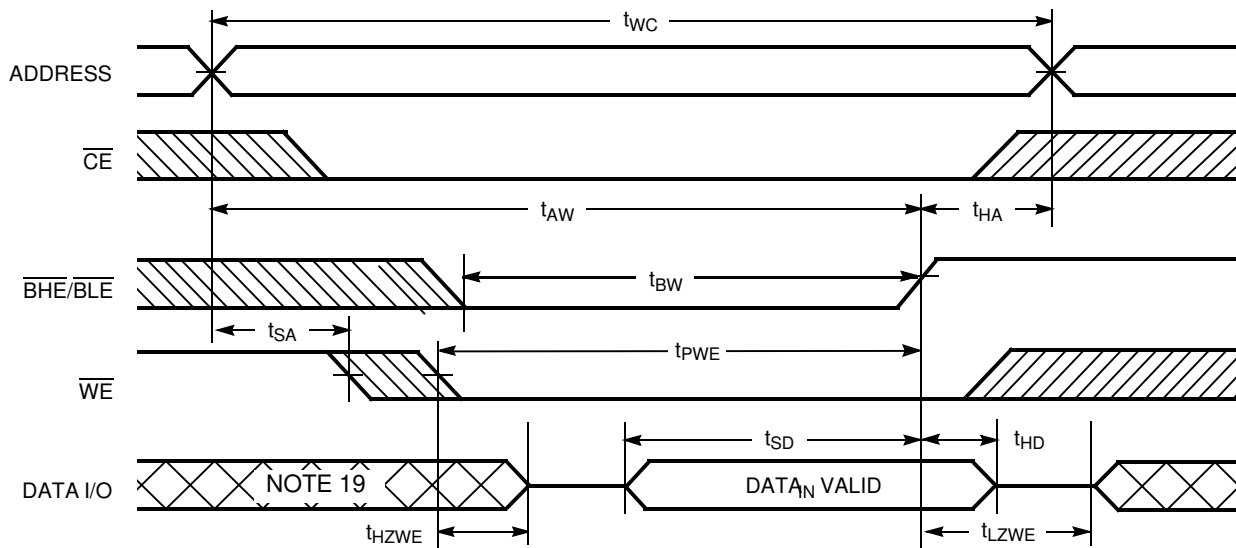 tWC
ADDRESS
CE
tAW
tHA
BHE/BLE
tBW
tSA
tPWE
WE
tSD
tHD
DATA I/O
NOTE 19
DATAIN VALID
tHZWE
tLZWE